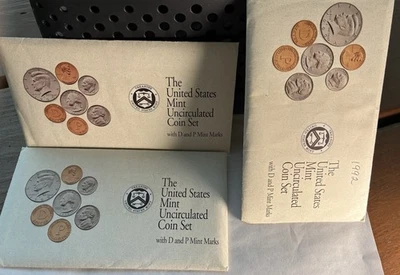 The
United States
Mint
Uncirculated
Coin Set
with D and P Mint Marks
The
United States
Mint
Uncirculated
Coin Set
with D and P Mint Marks
1992
The
United States
Mint
Uncirculated
Coin Set
with D and P Mint Marks